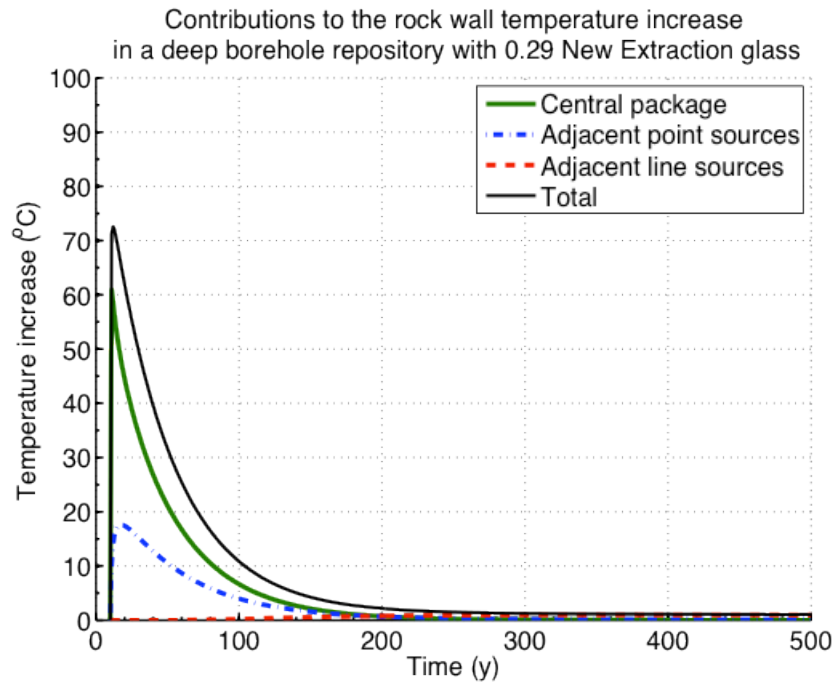 Contributions to the rock wall temperature increase
in a deep borehole repository with 0.29 New Extraction glass
100
90
80
70
60
50
40
30
20
10
0
Temperature increase (°C)
Central package
Adjacent point sources
Adjacent line sources
Total
0
100
200
300
400
500
Time (y)